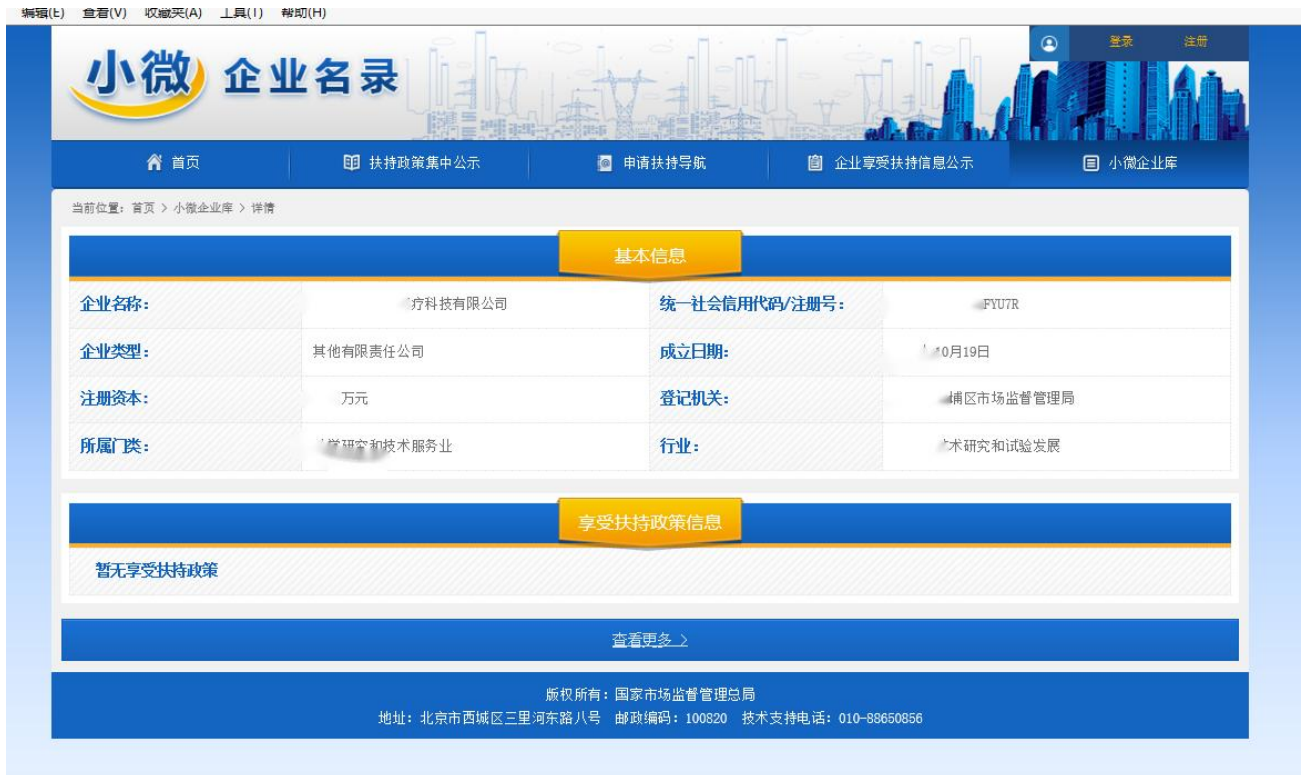 编辑(E) 查看(V) 收藏夹(A) 工具(T) 帮助(H)
登录 注册
小微企业名录
首页 扶持政策集中公示 申请扶持导航 企业享受扶持信息公示 小微企业库
当前位置：首页 > 小微企业库 > 详情
基本信息
企业名称： 疗科技有限公司 统一社会信用代码/注册号： FYU7R
企业类型： 其他有限责任公司 成立日期： 10月19日
注册资本： 万元 登记机关： 埔区市场监督管理局
所属门类： 学研究和技术服务业 行业： 术研究和试验发展
享受扶持政策信息
暂无享受扶持政策
查看更多 >
版权所有：国家市场监督管理总局
地址：北京市西城区三里河东路八号 邮政编码：100820 技术支持电话：010-88650856